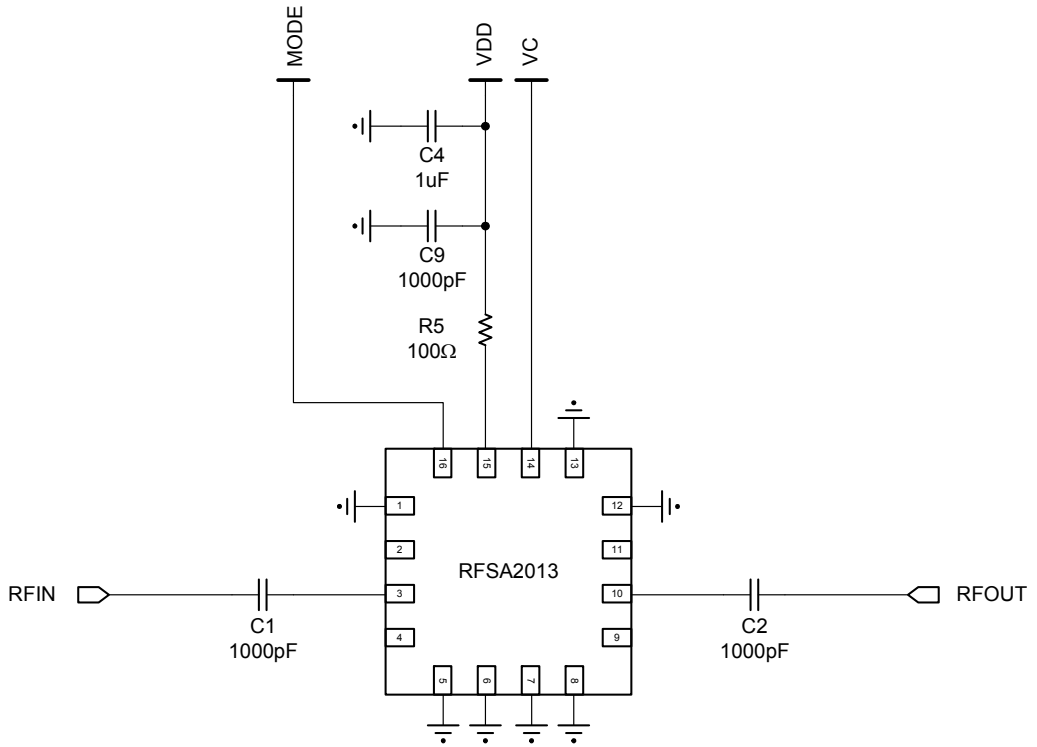 MODE
VDD
VC
C4
1uF
C9
1000pF
R5
100Ω
16
15
14
13
1
12
2
11
RFSA2013
RFIN
3
10
RFOUT
C1
1000pF
C2
1000pF
4
9
5
6
7
8